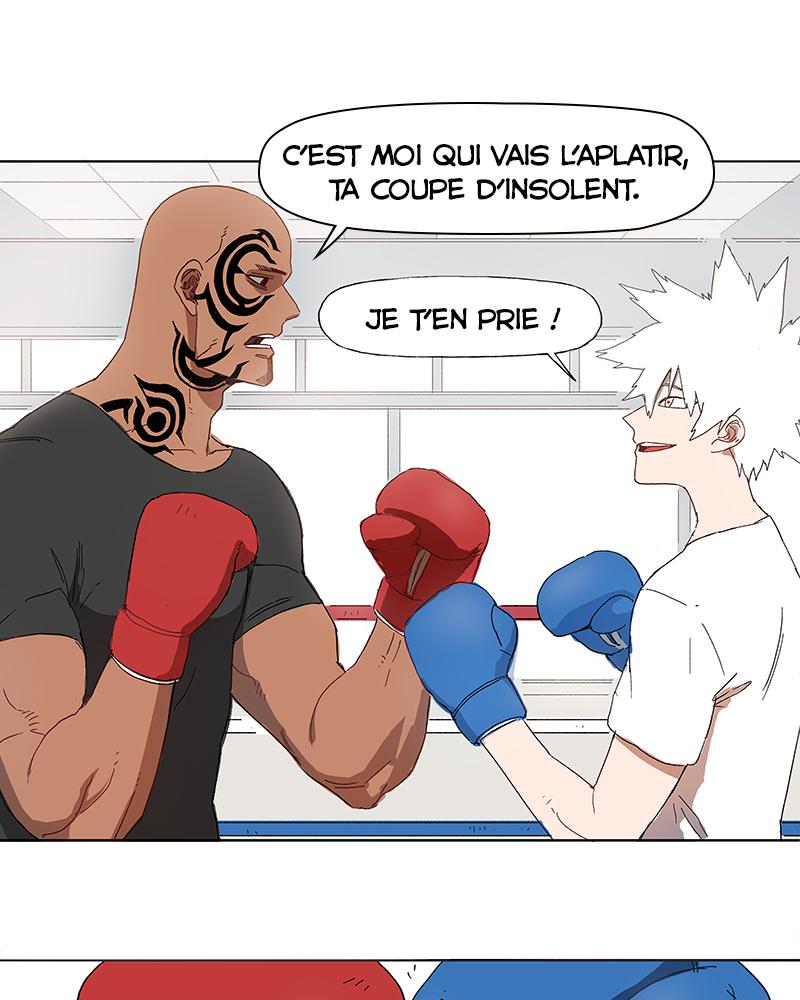 C'EST MOI QUI VAIS L'APLATIR,
TA COUPE D'INSOLENT.
JE T'EN PRIE !